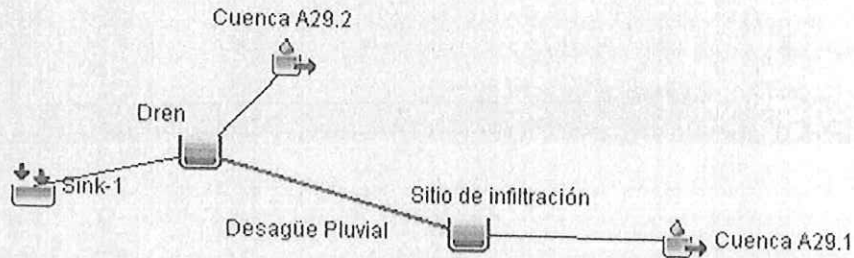 Cuenca A29.2
Dren
Sink-1
Sitio de infiltración
Desagüe Pluvial
Cuenca A29.1